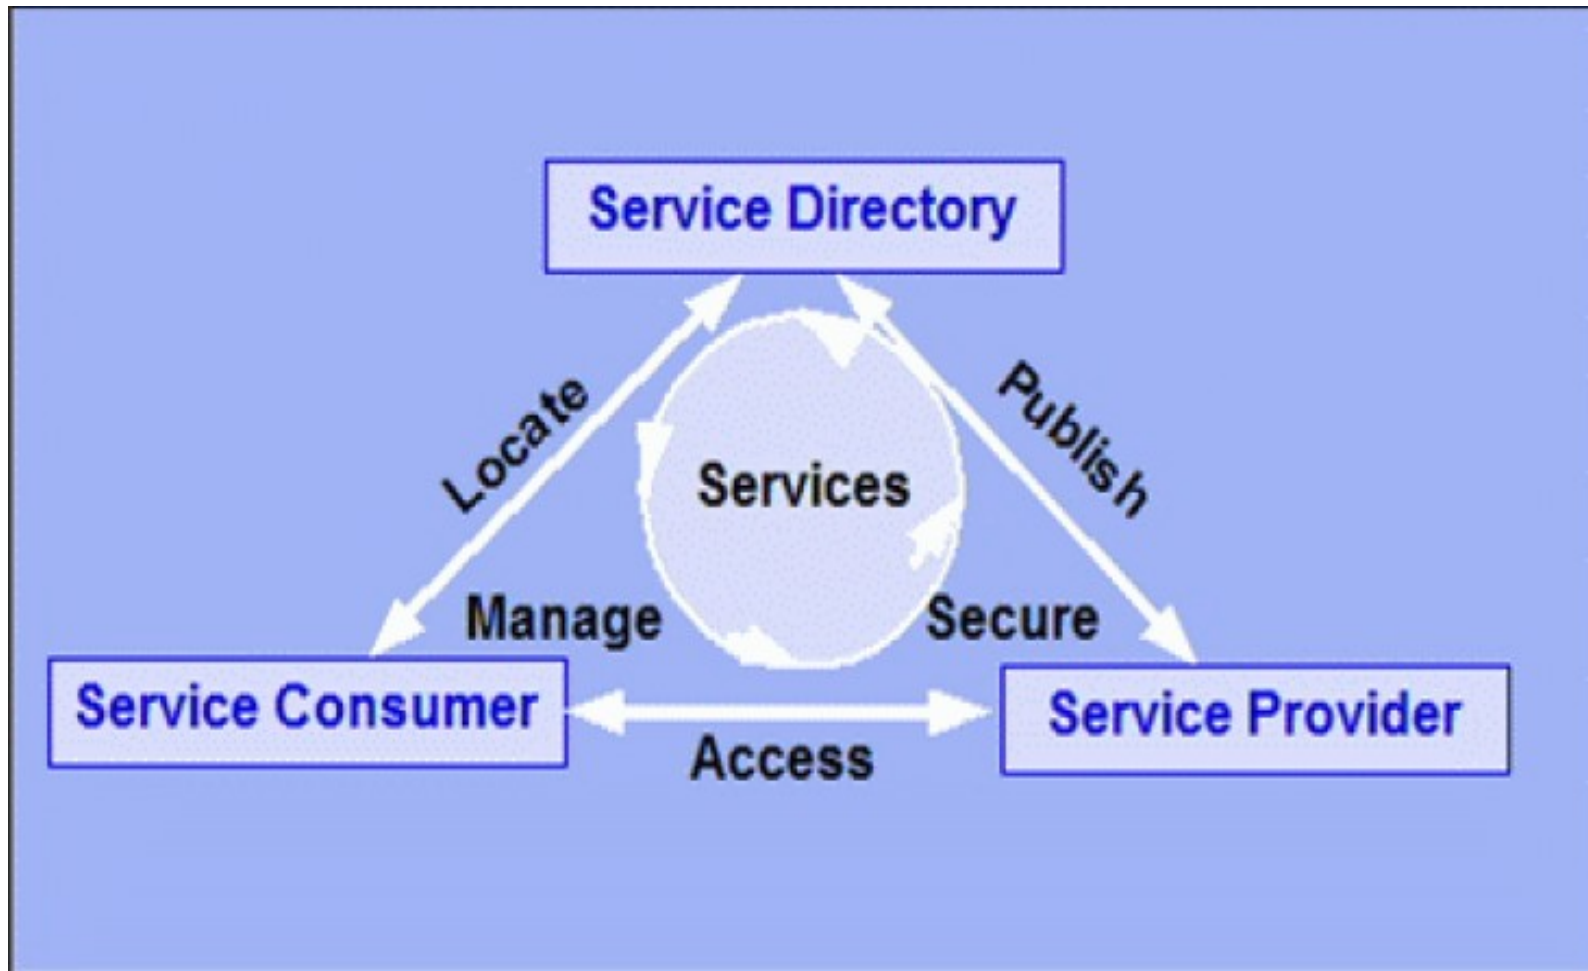 Service Directory
Locate
Publish
Services
Manage
Secure
Service Consumer
Service Provider
Access